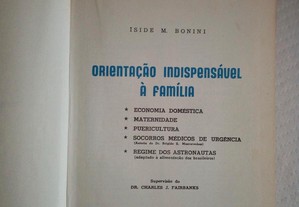 ÍSIDE M. BONINI
ORIENTAÇÃO INDISPENSÁVEL
À FAMÍLIA
★ ECONOMIA DOMÉSTICA
★ MATERNIDADE
★ PUERICULTURA
★ SOCORROS MÉDICOS DE URGÊNCIA
★ REGIME DOS ASTRONAUTAS
(adaptado à alimentação dos brasileiros)
Supervisão do
DR. CHARLES J. FAIRBANKS